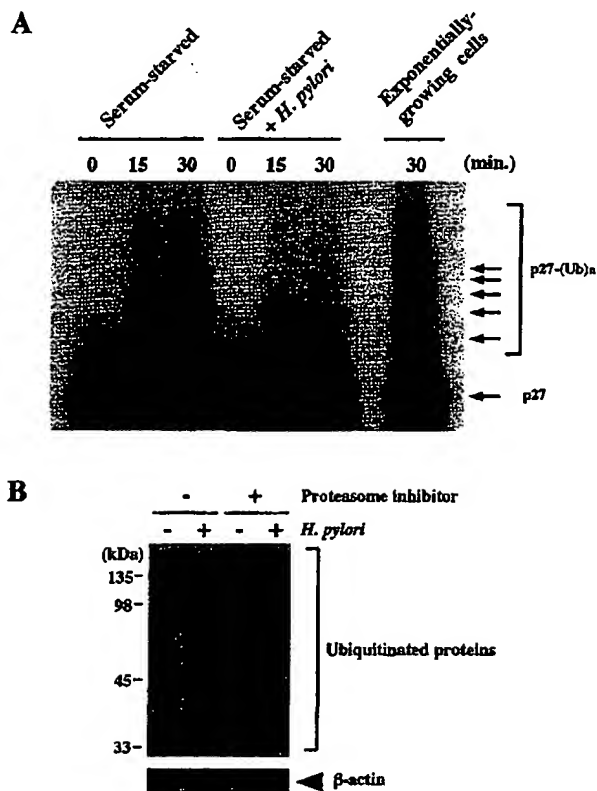 A
Serum-starved
Serum-starved
+ H. pylori
Exponentially-
growing cells
0 15 30 0 15 30 30 (min.)
p27-(Ub)n
p27
B
- + Proteasome inhibitor
- + - + H. pylori
(kDa)
135-
98-
45-
33-
Ubiquitinated proteins
β-actin